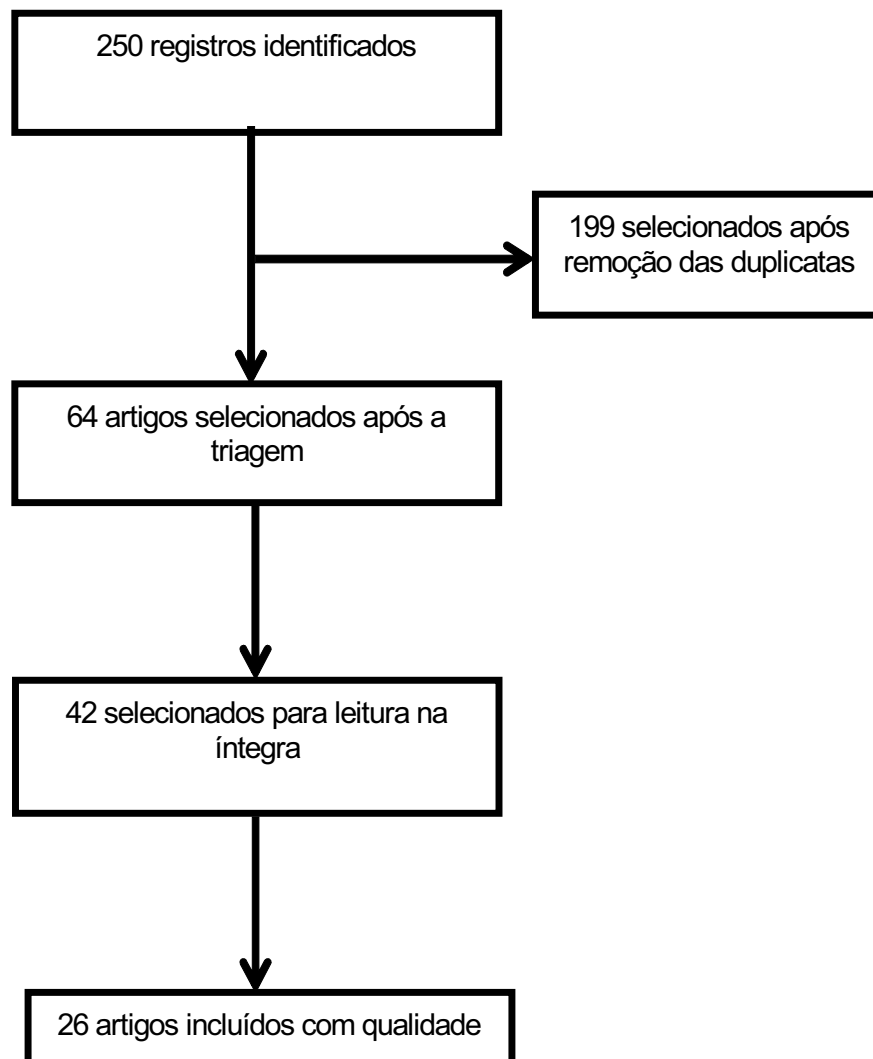 250 registros identificados
199 selecionados após
remoção das duplicatas
64 artigos selecionados após a
triagem
42 selecionados para leitura na
íntegra
26 artigos incluídos com qualidade